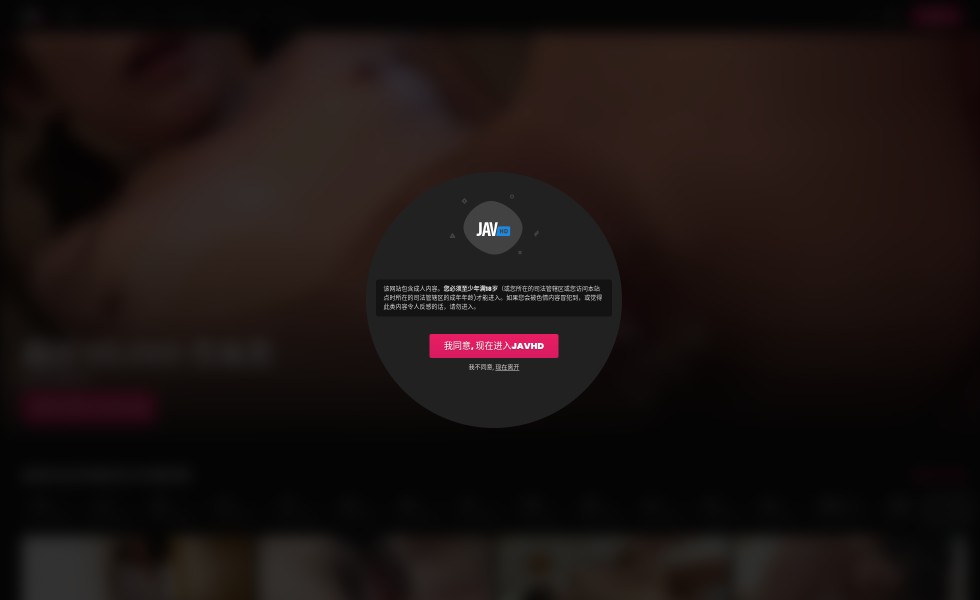 JAV HD
该网站包含成人内容。您必须至少年满18岁（或您所在的司法管辖区或您访问本站
点时所在的司法管辖区的成年年龄)才能进入。如果您会被色情内容冒犯到，或觉得
此类内容令人反感的话，请勿进入。
我同意, 现在进入JAVHD
我不同意, 现在离开